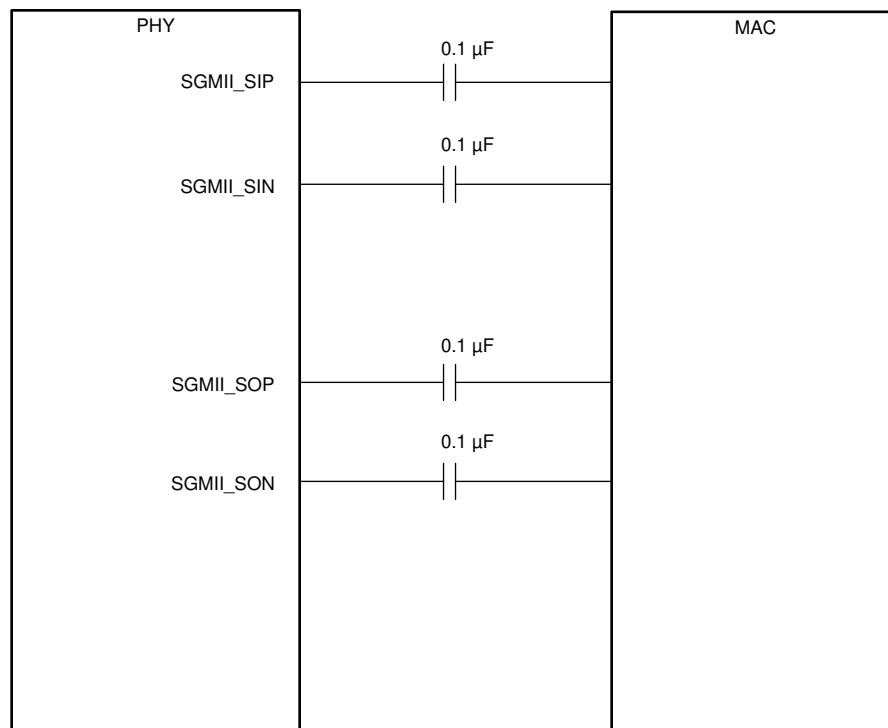 PHY
MAC
0.1 µF
SGMII_SIP
0.1 µF
SGMII_SIN
0.1 µF
SGMII_SOP
0.1 µF
SGMII_SON